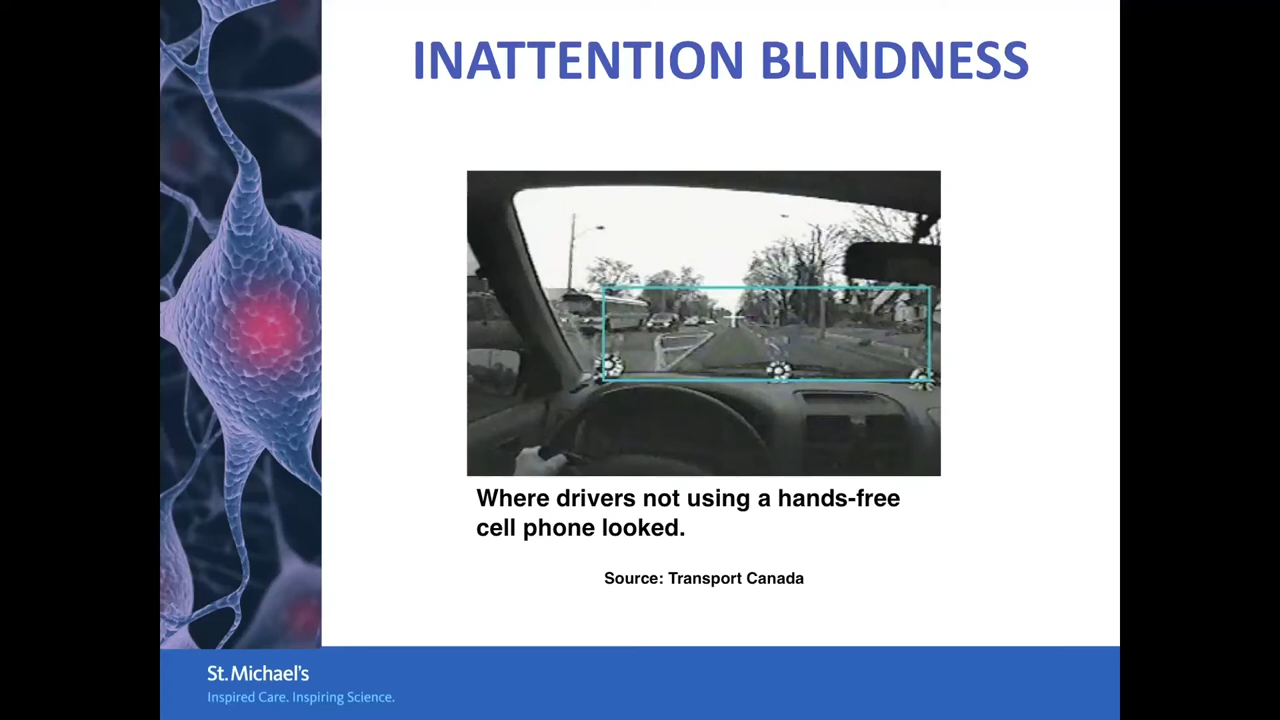 INATTENTION BLINDNESS
Where drivers not using a hands-free
cell phone looked.
Source: Transport Canada
St. Michael's
Inspired Care. Inspiring Science.